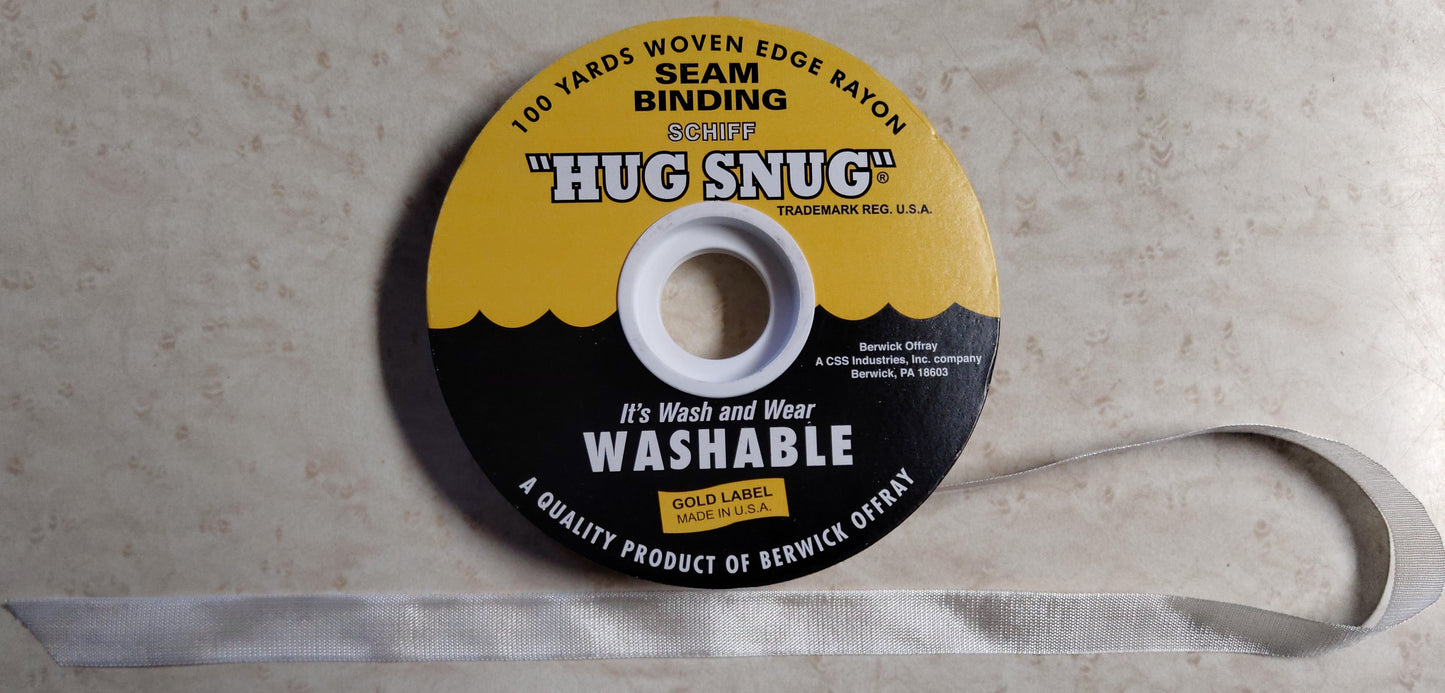 100 YARDS WOVEN EDGE RAYON
SEAM
BINDING
SCHIFF
"HUG SNUG"®
TRADEMARK REG. U.S.A.
Berwick Offray
A CSS Industries, Inc. company
Berwick, PA 18603
It's Wash and Wear
WASHABLE
GOLD LABEL
MADE IN U.S.A.
A QUALITY PRODUCT OF BERWICK OFFRAY